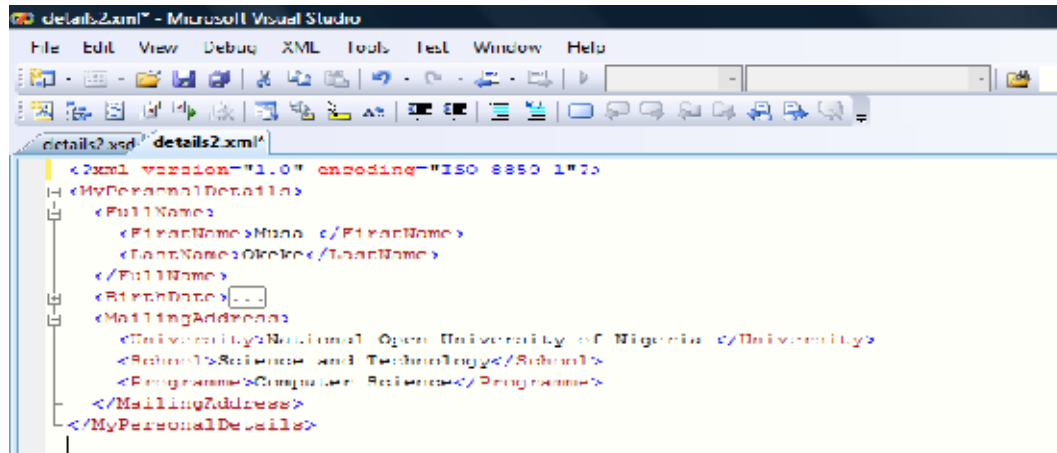 details2.xml* - Microsoft Visual Studio
File Edit View Debug XML Tools Test Window Help
details2.xsd details2.xml*
<?xml version="1.0" encoding="ISO-8859-1"?>
<MyPersonalDetails>
<FullName>
<FirstName>Musa </FirstName>
<LastName>Okeke</LastName>
</FullName>
<BirthDate>...
<MailingAddress>
<University>National Open University of Nigeria </University>
<School>Science and Technology</School>
<Programme>Computer Science</Programme>
</MailingAddress>
</MyPersonalDetails>